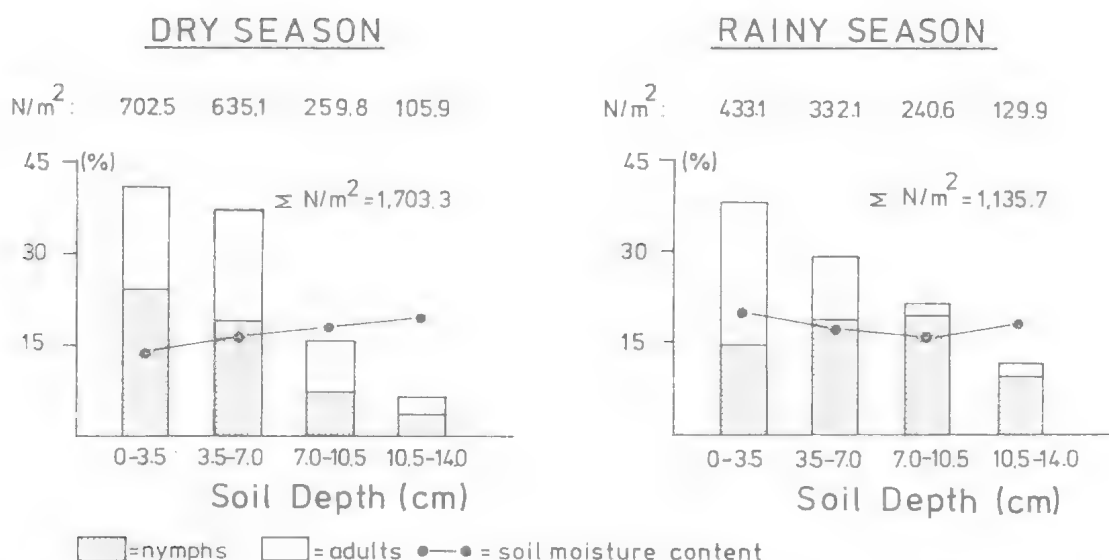 DRY SEASON
N/m²: 702.5 635.1 259.8 105.9
45 (%)
Σ N/m² = 1,703.3
30
15
0-3.5 3.5-7.0 7.0-10.5 10.5-14.0
Soil Depth (cm)
RAINY SEASON
N/m²: 433.1 332.1 240.6 129.9
45 (%)
Σ N/m² = 1,135.7
30
15
0-3.5 3.5-7.0 7.0-10.5 10.5-14.0
Soil Depth (cm)
=nymphs = adults = soil moisture content